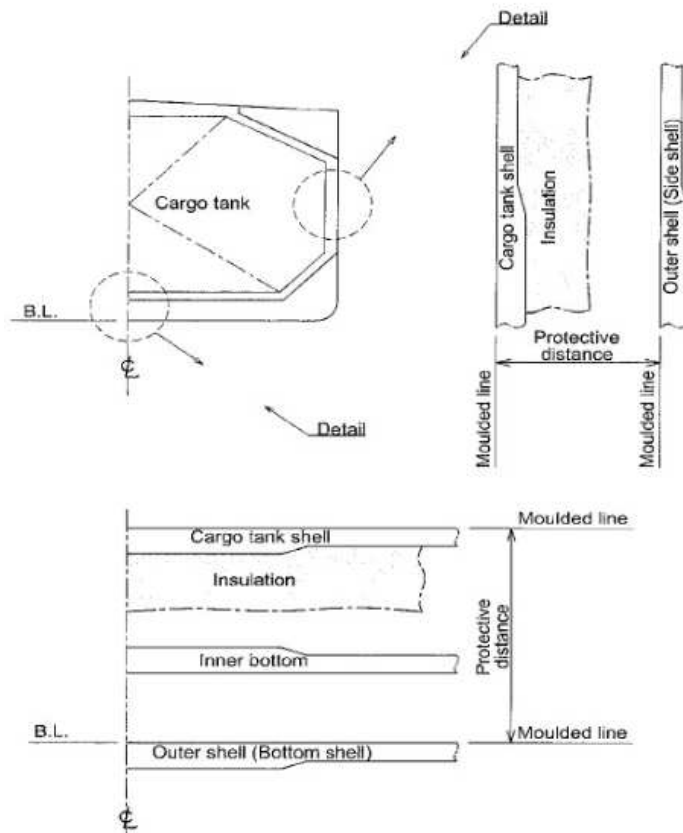 Detail
Cargo tank
B.L.
℄
Detail
Cargo tank shell
Insulation
Outer shell (Side shell)
Protective
distance
Moulded line
Moulded line
Cargo tank shell
Moulded line
Insulation
Inner bottom
Protective
distance
B.L.
Moulded line
Outer shell (Bottom shell)
℄